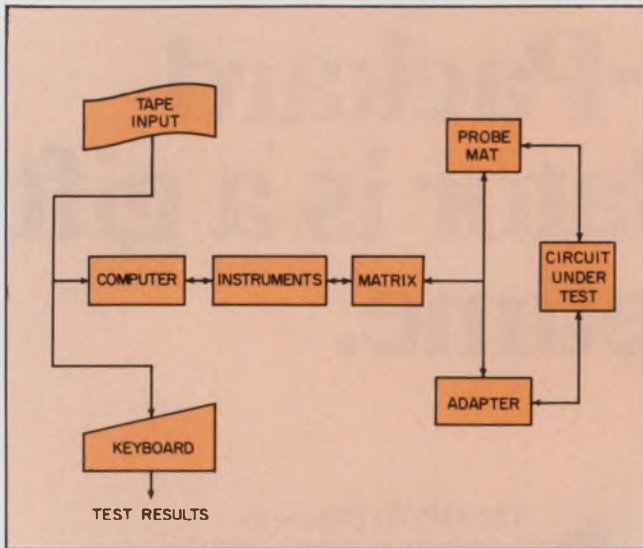 TAPE
INPUT
PROBE
MAT
COMPUTER
INSTRUMENTS
MATRIX
CIRCUIT
UNDER
TEST
ADAPTER
KEYBOARD
TEST RESULTS